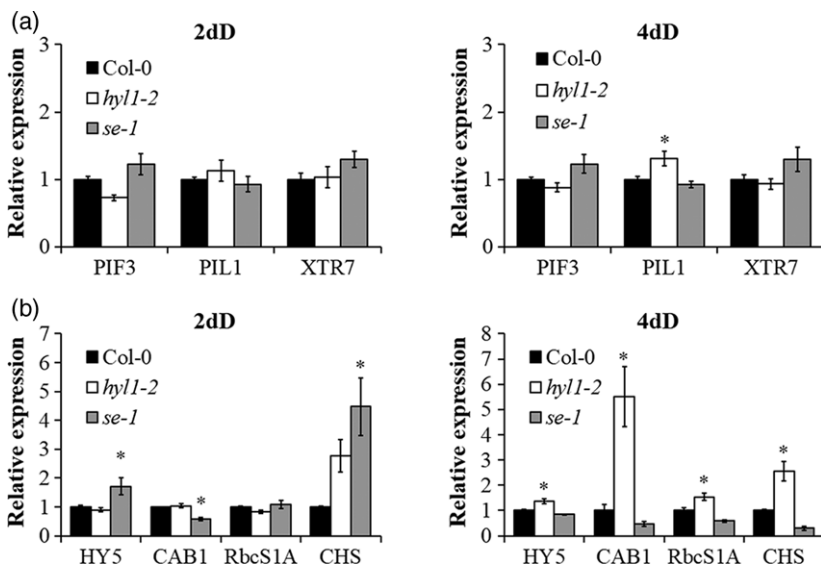 (a)
2dD
Relative expression
3
2
1
0
Col-0
hyl1-2
se-1
PIF3 PIL1 XTR7
4dD
Relative expression
3
2
1
0
Col-0
hyl1-2
se-1
*
PIF3 PIL1 XTR7
(b)
2dD
Relative expression
7
6
5
4
3
2
1
0
Col-0
hyl1-2
se-1
*
*
*
HY5 CAB1 RbcS1A CHS
4dD
Relative expression
8
7
6
5
4
3
2
1
0
Col-0
hyl1-2
se-1
*
*
*
*
HY5 CAB1 RbcS1A CHS